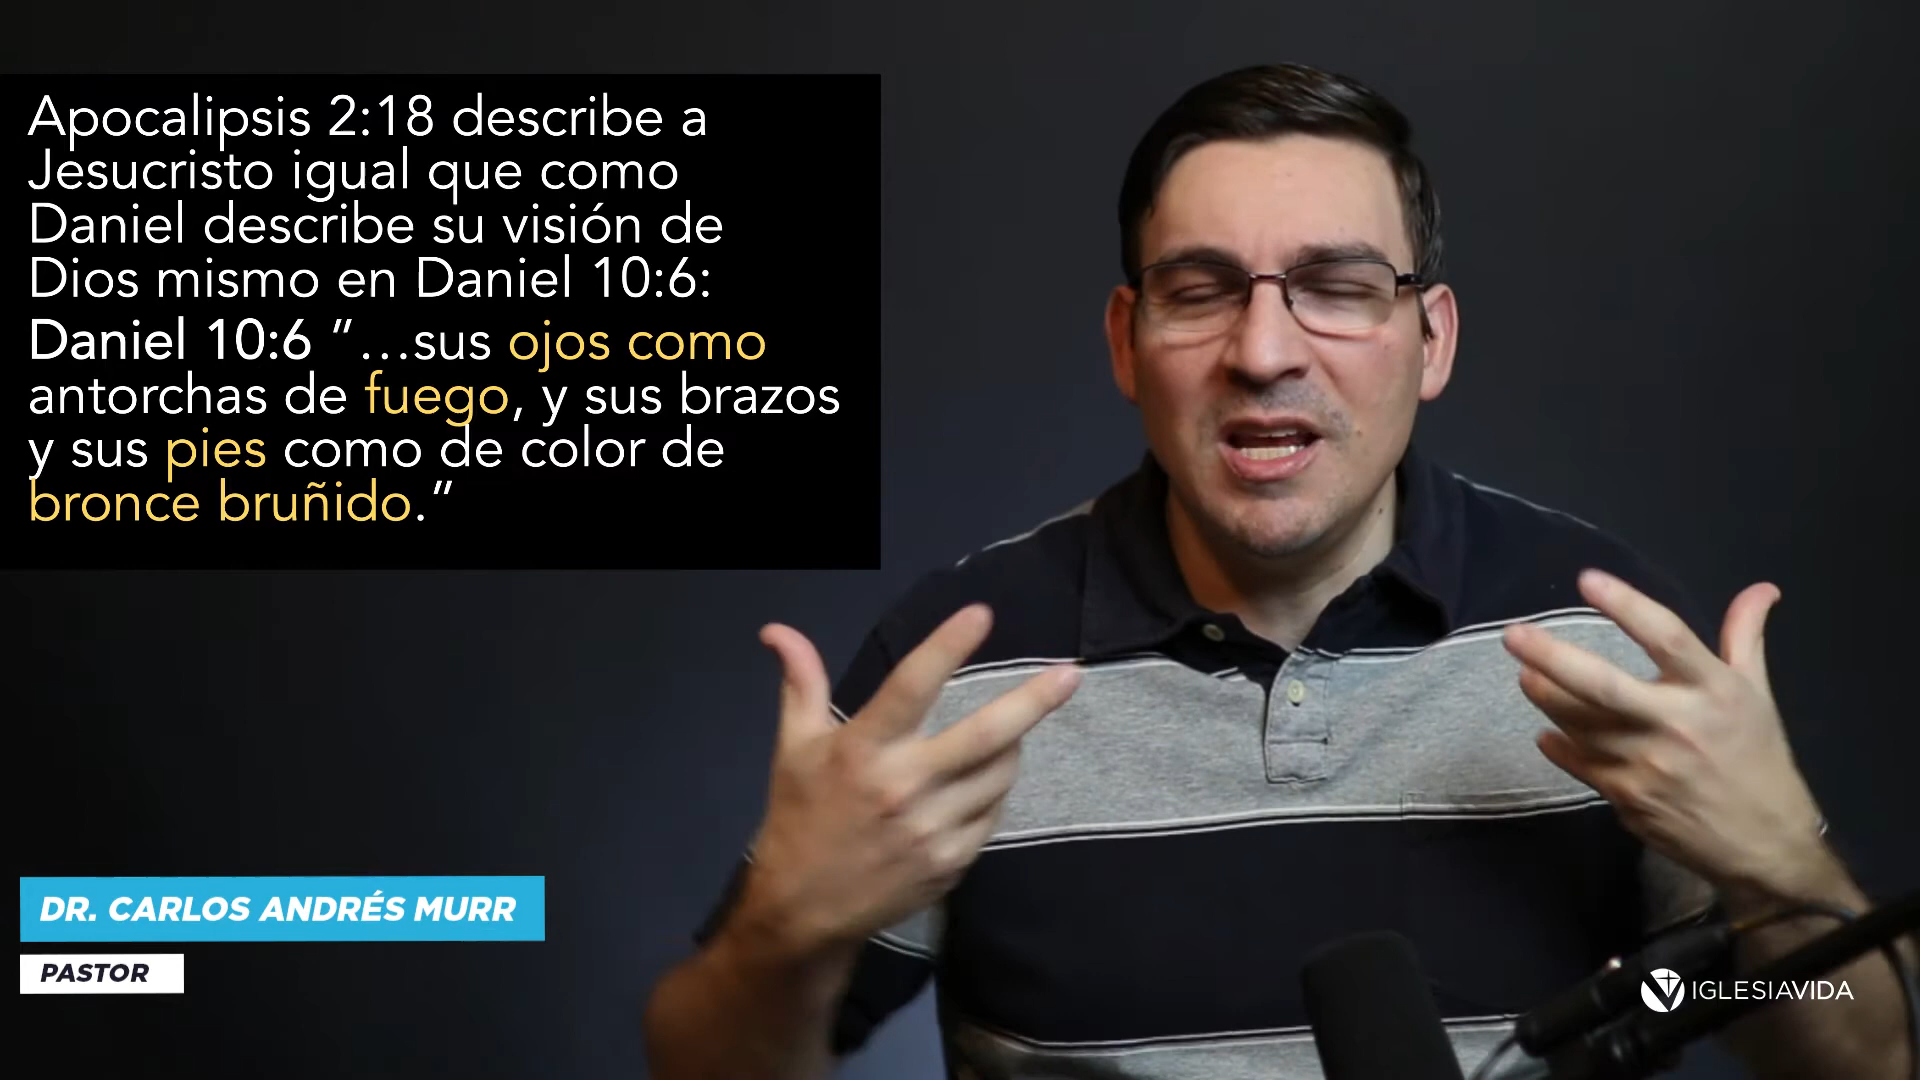 Apocalipsis 2:18 describe a
Jesucristo igual que como
Daniel describe su visión de
Dios mismo en Daniel 10:6:
Daniel 10:6 “…sus ojos como
antorchas de fuego, y sus brazos
y sus pies como de color de
bronce bruñido.”
DR. CARLOS ANDRÉS MURR
PASTOR
IGLESIAVIDA